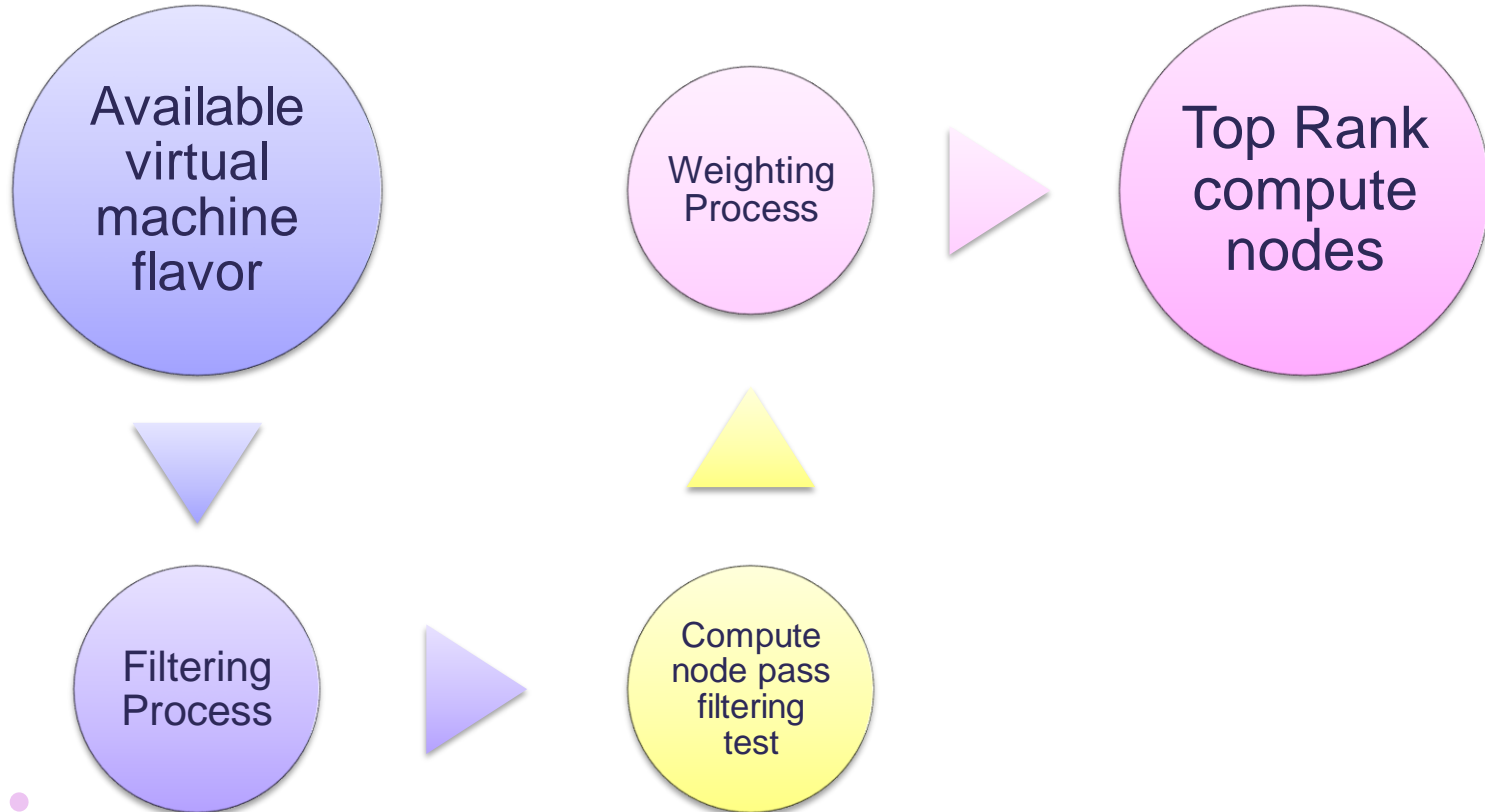 Available
virtual
machine
flavor
Filtering
Process
Compute
node pass
filtering
test
Weighting
Process
Top Rank
compute
nodes